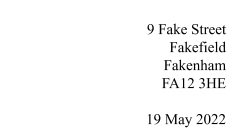 9 Fake Street
Fakefield
Fakenham
FA12 3HE
19 May 2022